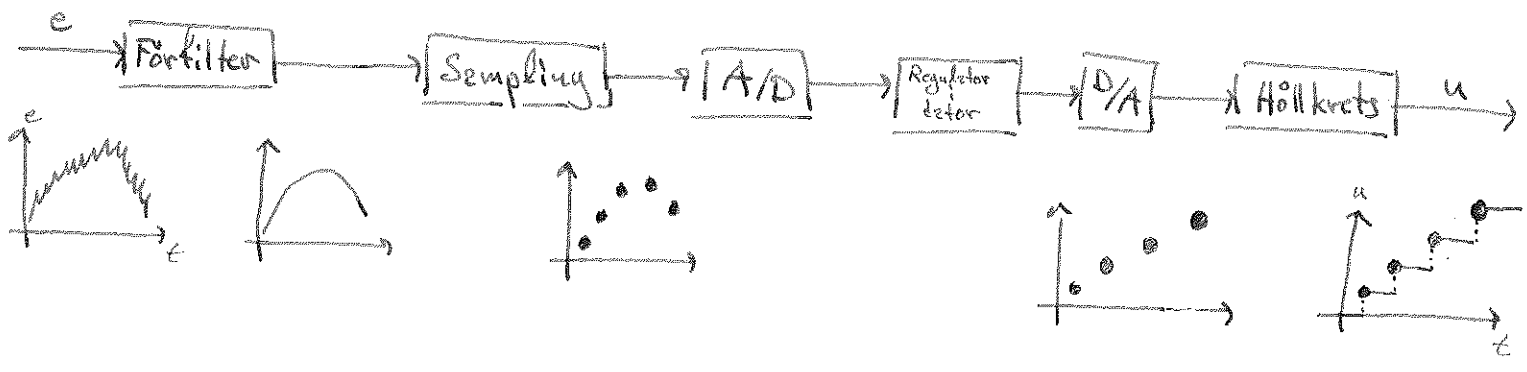 e
Förfilter
Sampling
A/D
Regulator
i
dator
D/A
Hållkrets
u
e
t
u
t